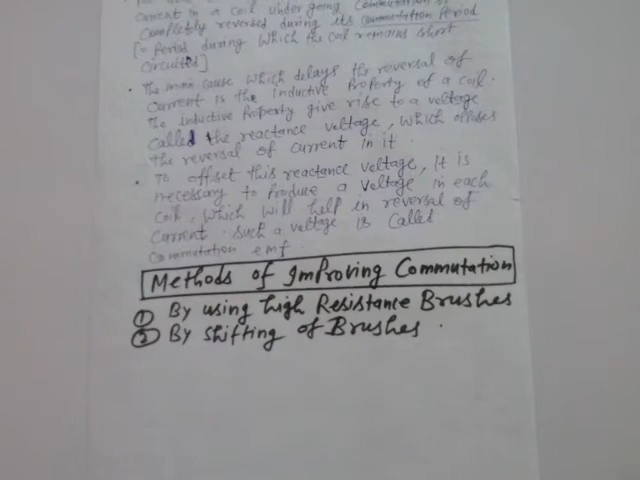 current in a coil undergoing Commutation
Completly reversed during its commutation Period
[= Period during which the coil remains short
circuited]
• The main cause which delays the reversal of
current is the inductive Property of a coil.
The inductive Property give rise to a voltage
called the reactance voltage, which opposes
the reversal of current in it.
• To offset this reactance voltage, it is
necessary to Produce a voltage in each
coil, which will help in reversal of
current. Such a voltage is called
commutation emf.
Methods of Improving Commutation
① By using high Resistance Brushes
② By Shifting of Brushes.